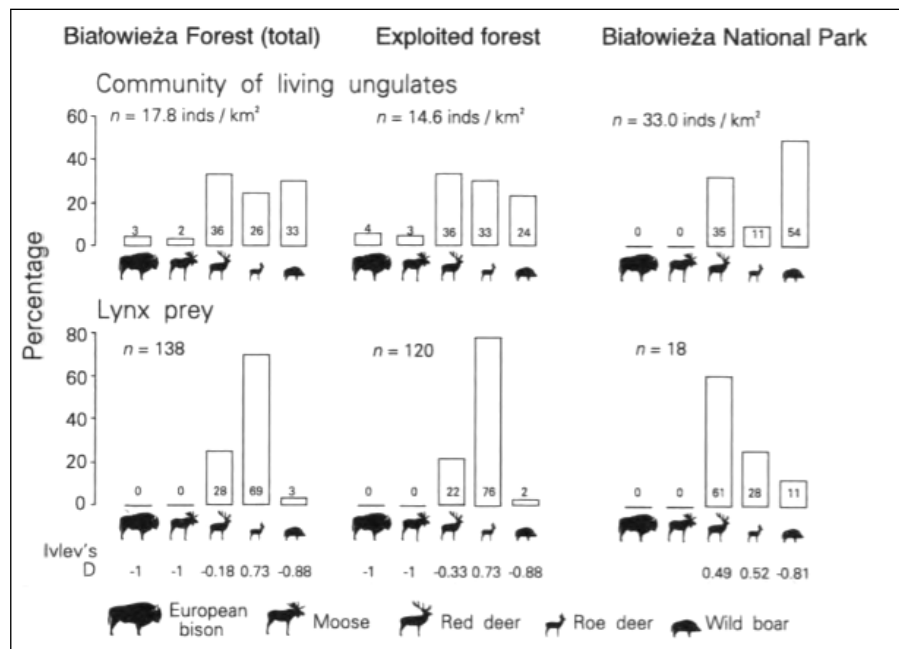 Białowieża Forest (total) Exploited forest Białowieża National Park
Community of living ungulates
n = 17.8 inds / km² n = 14.6 inds / km² n = 33.0 inds / km²
60
40
20
0
3 2 36 26 33 4 3 36 33 24 0 0 35 11 54
Percentage
Lynx prey
n = 138 n = 120 n = 18
80
60
40
20
0
0 0 28 69 3 0 0 22 76 2 0 0 61 28 11
Ivlev's
D -1 -1 -0.18 0.73 -0.88 -1 -1 -0.33 0.73 -0.88 0.49 0.52 -0.81
European bison Moose Red deer Roe deer Wild boar